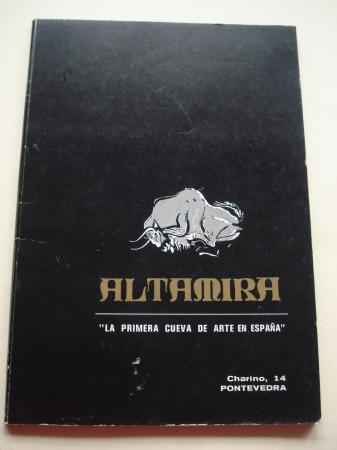 ALTAMIRA
"LA PRIMERA CUEVA DE ARTE EN ESPAÑA"
Charino, 14
PONTEVEDRA